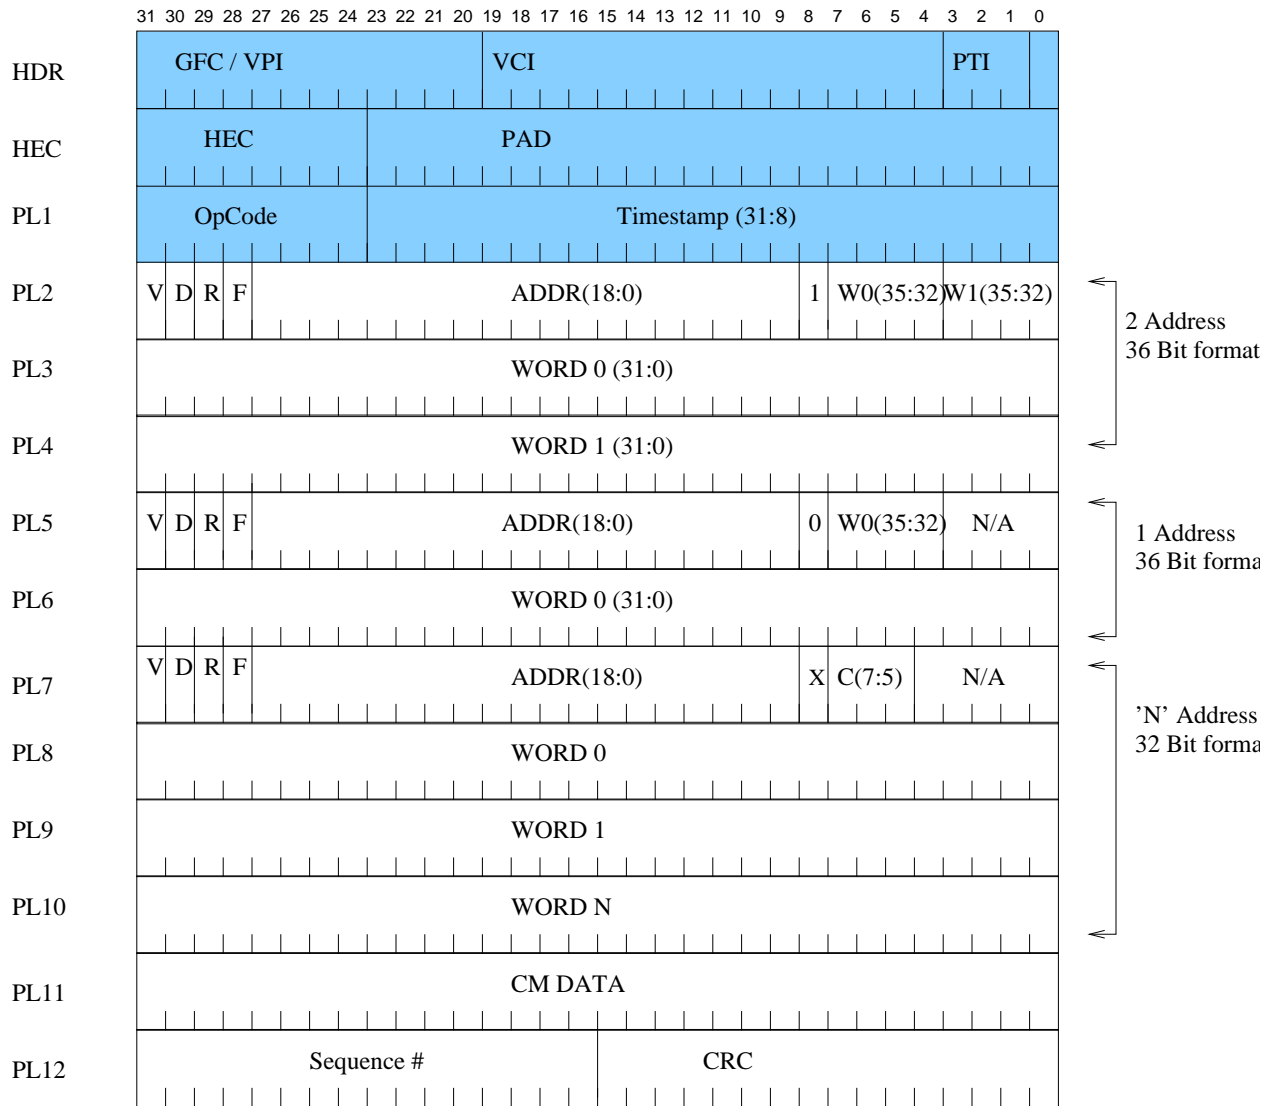 31 30 29 28 27 26 25 24 23 22 21 20 19 18 17 16 15 14 13 12 11 10 9 8 7 6 5 4 3 2 1 0
HDR GFC / VPI VCI PTI
HEC HEC PAD
PL1 OpCode Timestamp (31:8)
PL2 V D R F ADDR(18:0) 1 W0(35:32) W1(35:32)
2 Address
36 Bit format
PL3 WORD 0 (31:0)
PL4 WORD 1 (31:0)
PL5 V D R F ADDR(18:0) 0 W0(35:32) N/A
1 Address
36 Bit forma
PL6 WORD 0 (31:0)
PL7 V D R F ADDR(18:0) X C(7:5) N/A
’N’ Address
32 Bit forma
PL8 WORD 0
PL9 WORD 1
PL10 WORD N
PL11 CM DATA
PL12 Sequence # CRC